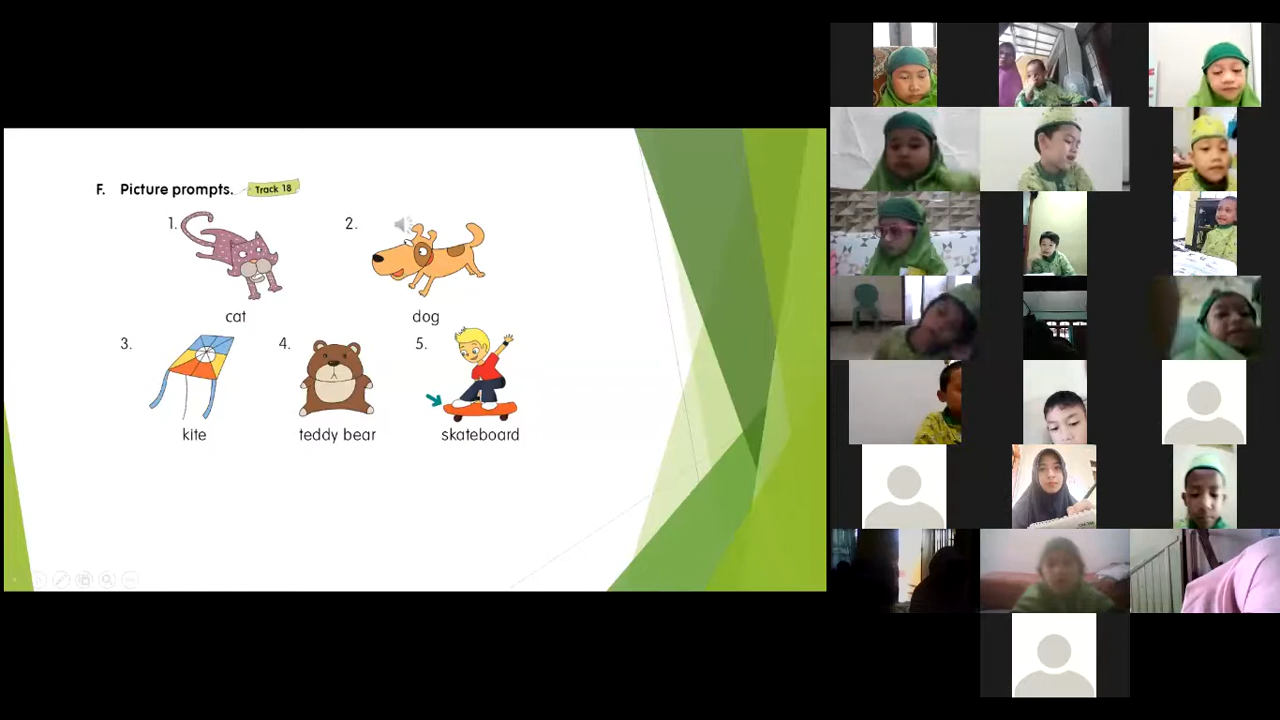 F. Picture prompts. Track 18
1. 2.
cat dog
3. 4. 5.
kite teddy bear skateboard